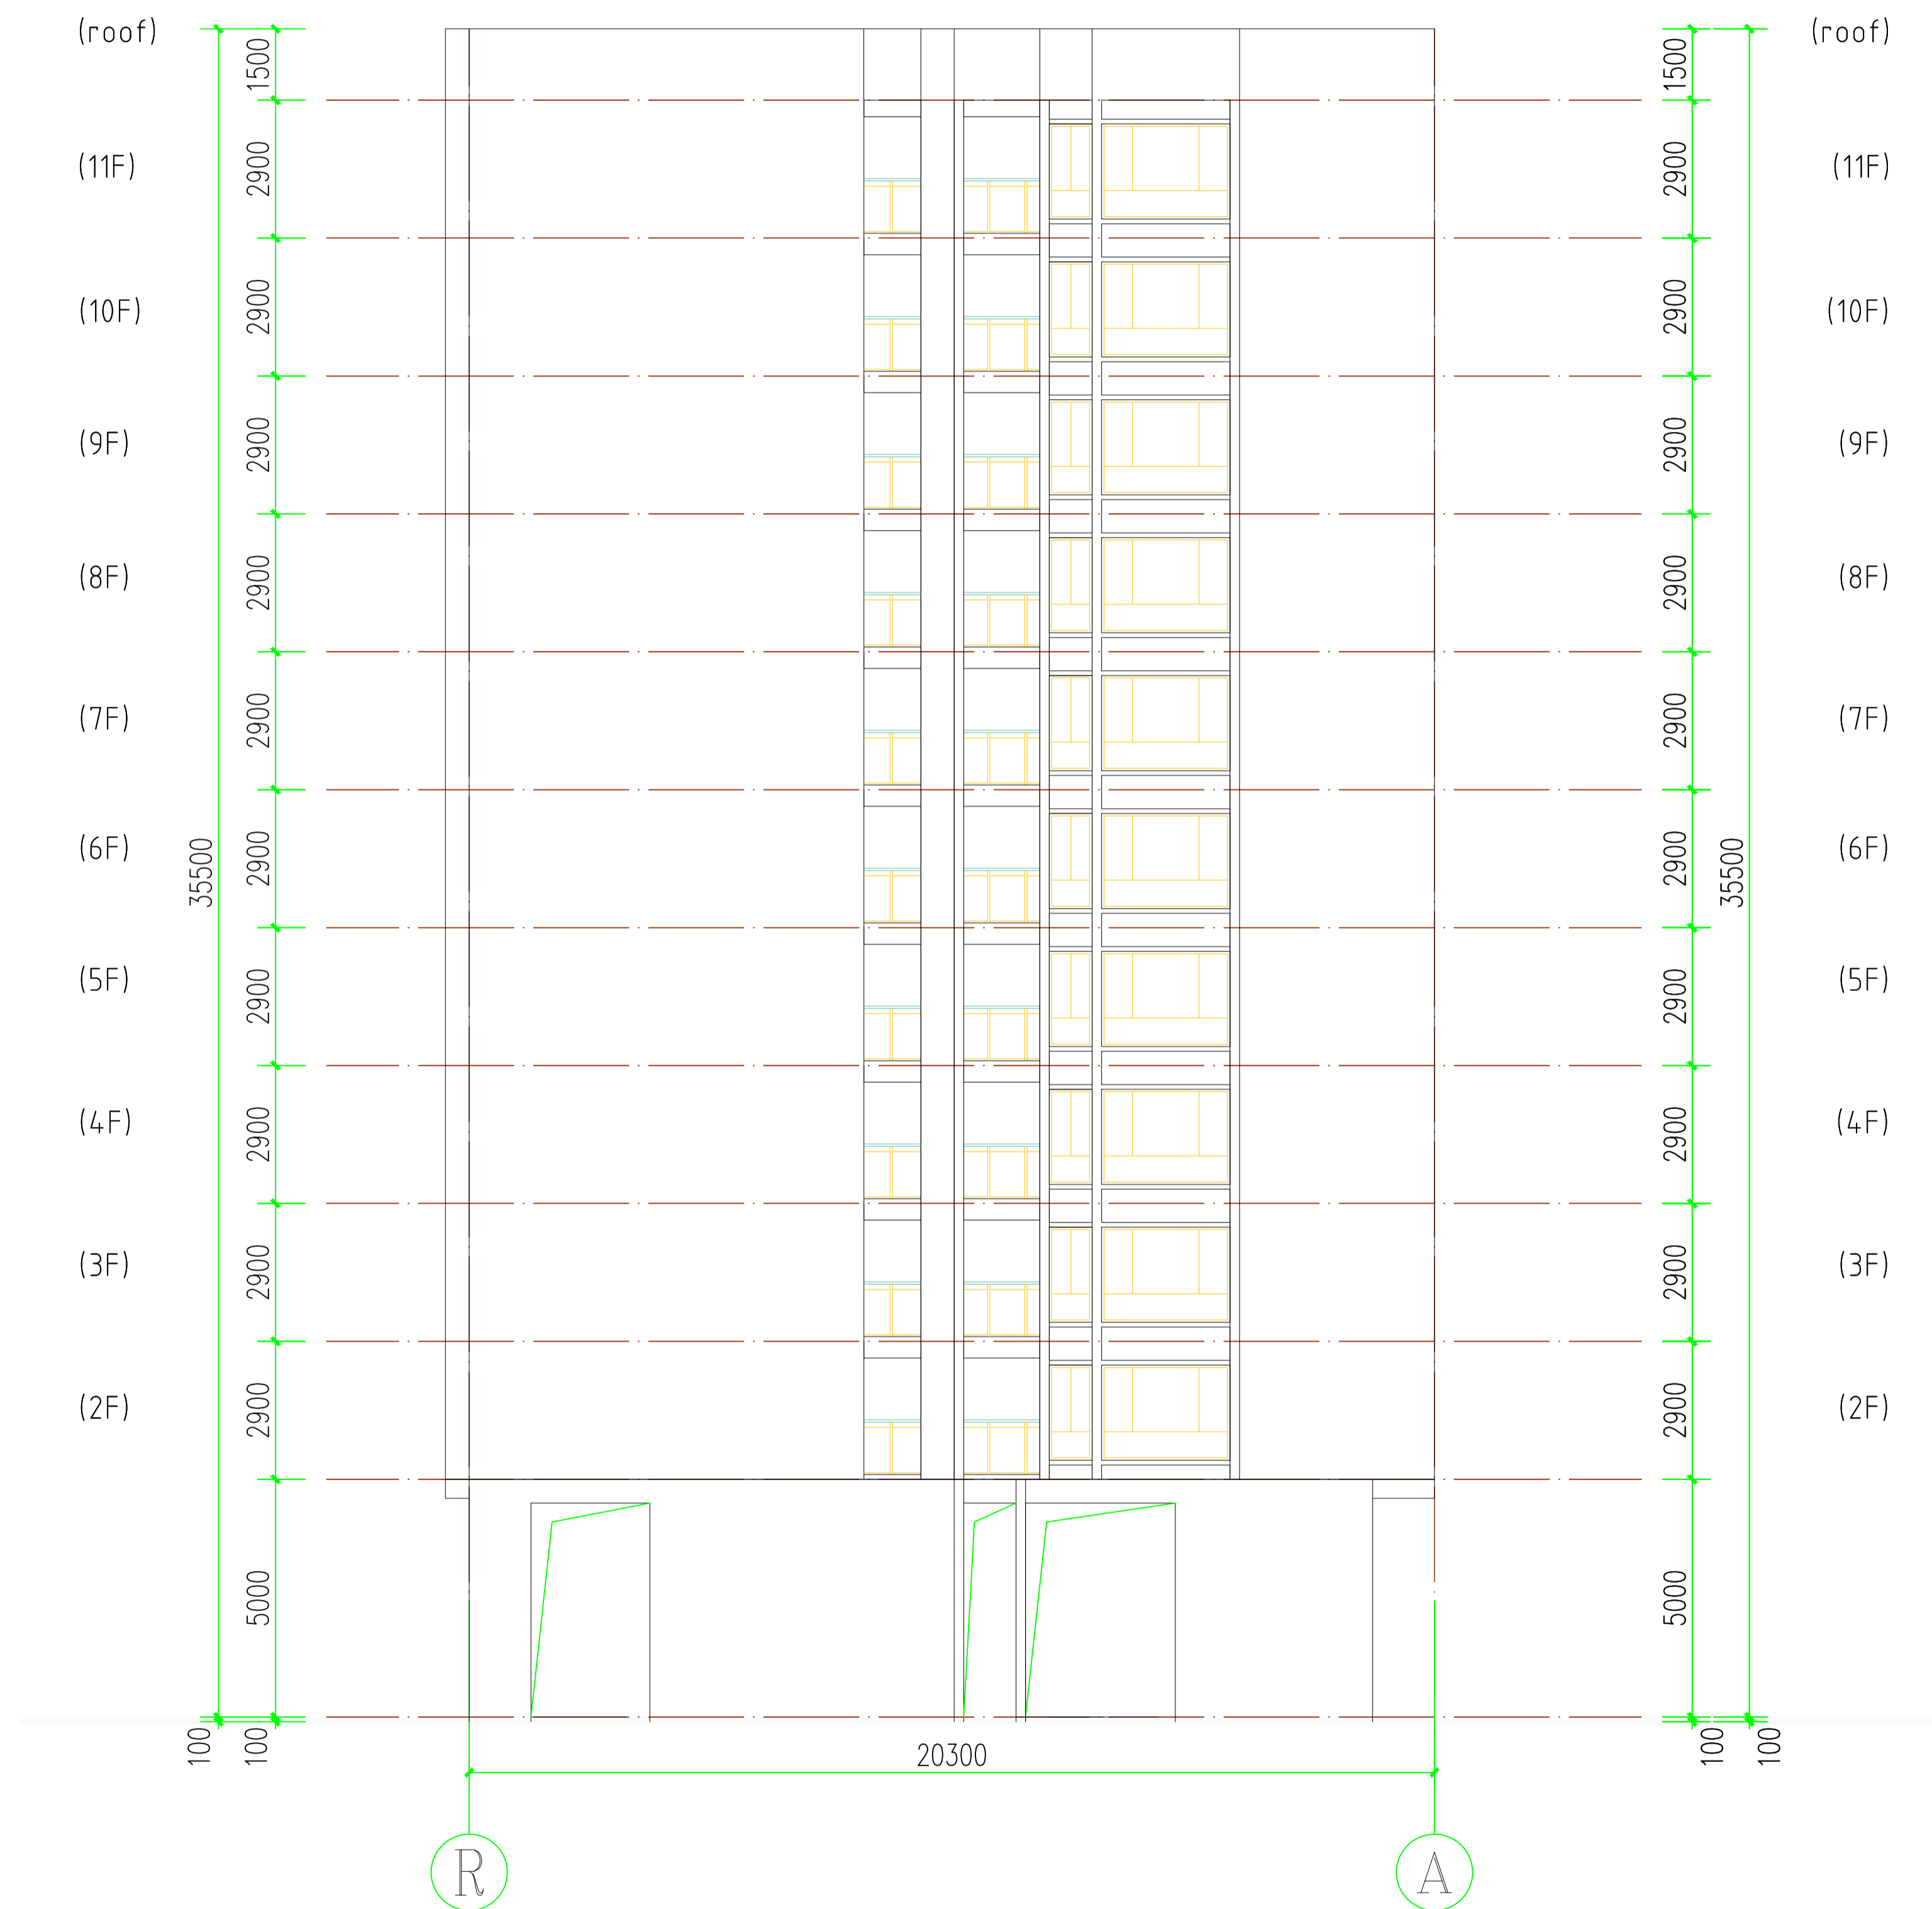 (roof) 1500 1500 (roof)
(11F) 2900 2900 (11F)
(10F) 2900 2900 (10F)
(9F) 2900 2900 (9F)
(8F) 2900 2900 (8F)
(7F) 2900 2900 (7F)
(6F) 35500 2900 2900 35500 (6F)
(5F) 2900 2900 (5F)
(4F) 2900 2900 (4F)
(3F) 2900 2900 (3F)
(2F) 2900 2900 (2F)
5000 5000
100 100 20300 100 100
R A